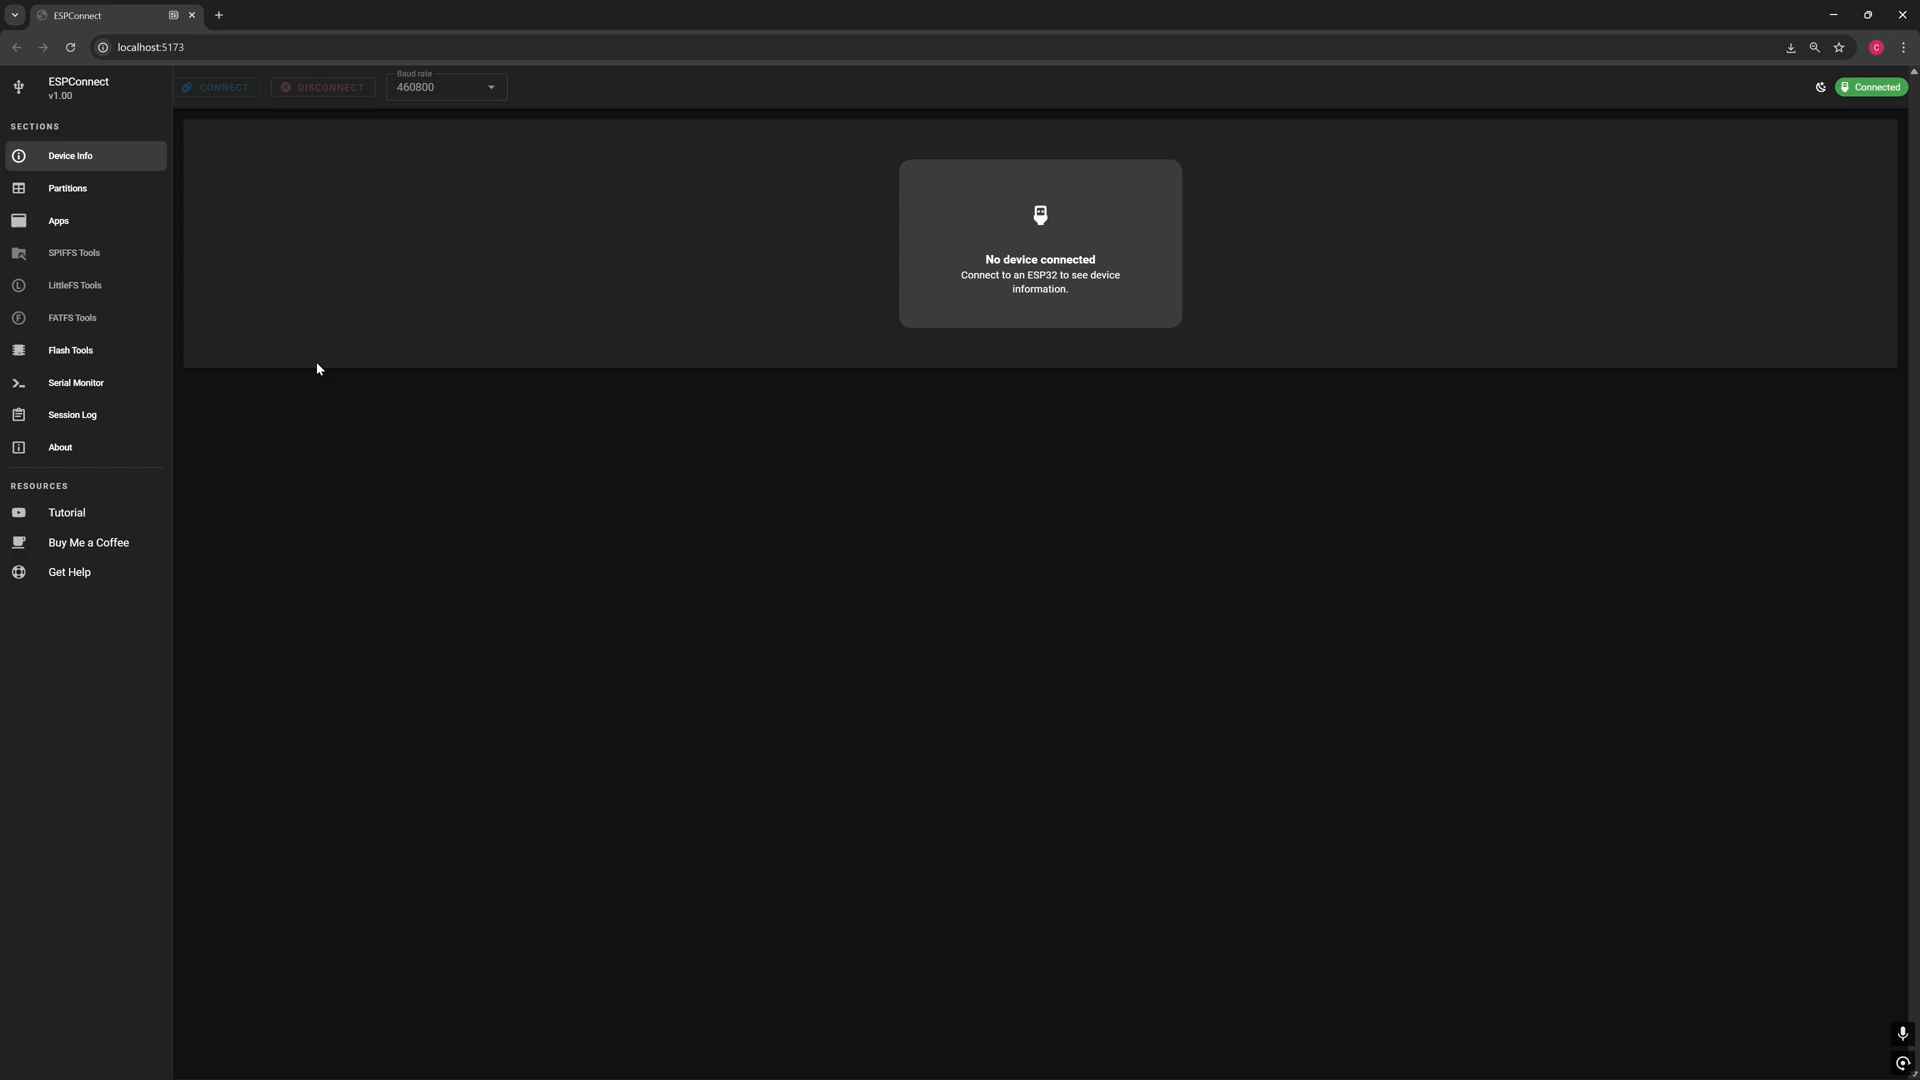 ESPConnect
localhost:5173
C
ESPConnect
v1.00
CONNECT
DISCONNECT
Baud rate
460800
Connected
SECTIONS
Device Info
Partitions
Apps
SPIFFS Tools
L
LittleFS Tools
F
FATFS Tools
Flash Tools
Serial Monitor
Session Log
About
RESOURCES
Tutorial
Buy Me a Coffee
Get Help
No device connected
Connect to an ESP32 to see device
information.